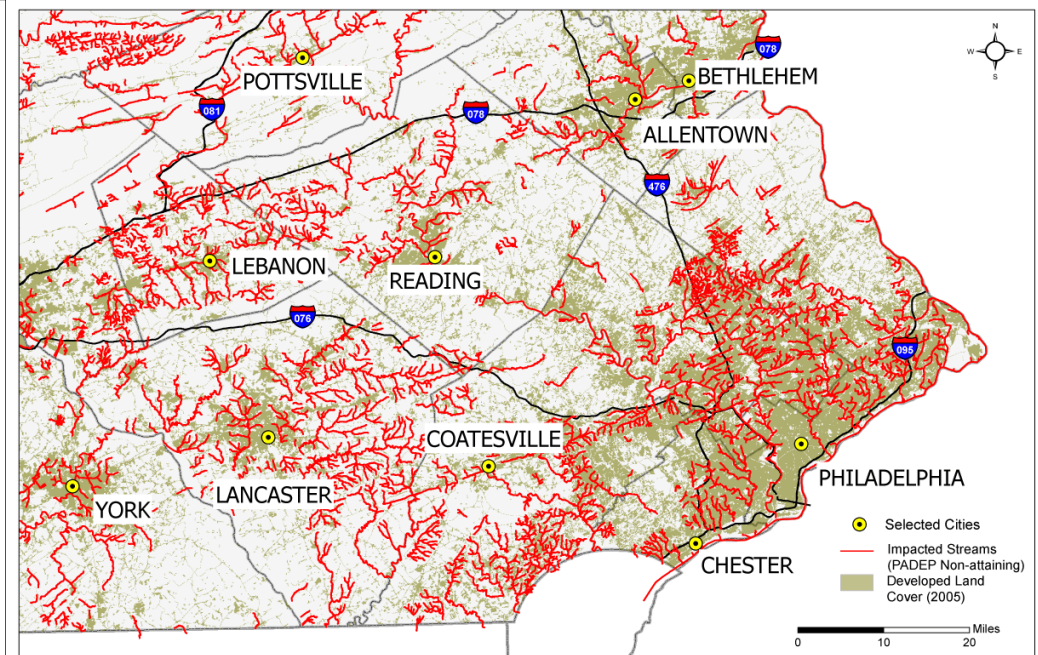 N
W E
S
078
POTTSVILLE
BETHLEHEM
081
078
ALLENTOWN
476
LEBANON
READING
076
095
COATESVILLE
PHILADELPHIA
LANCASTER
YORK
Selected Cities
Impacted Streams
(PADEP Non-attaining)
CHESTER
Developed Land
Cover (2005)
Miles
0 10 20